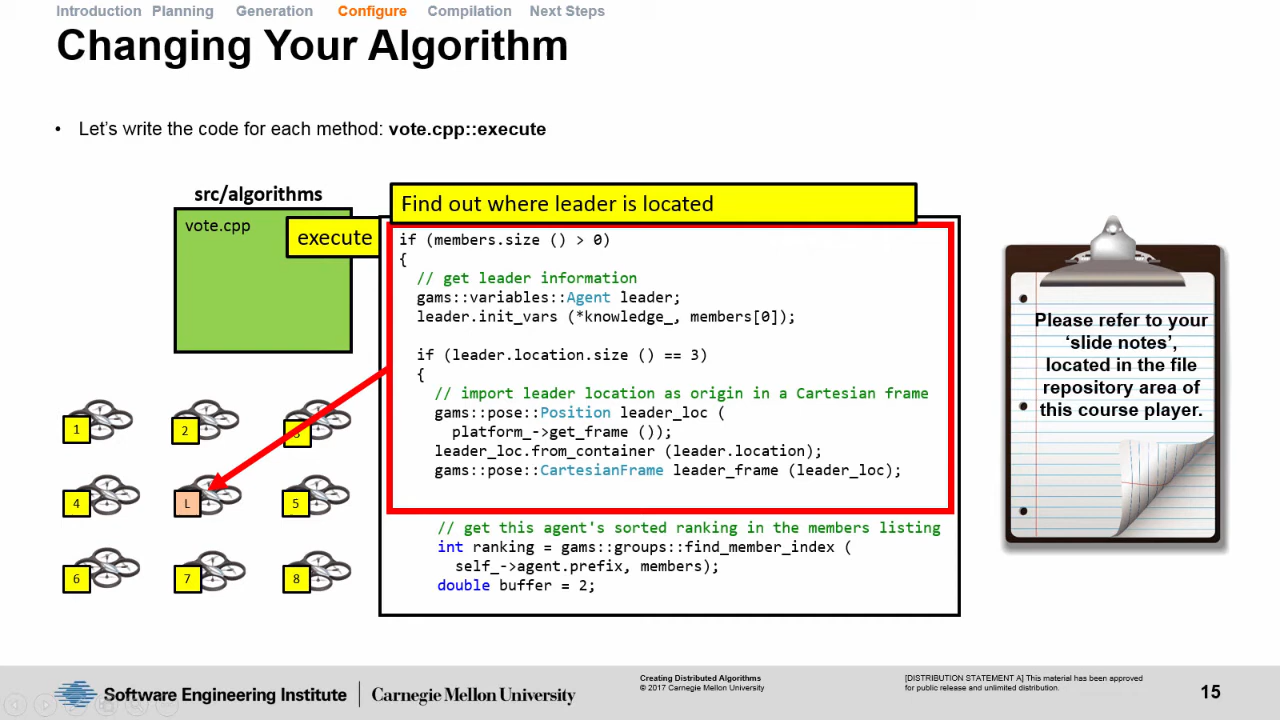 Introduction Planning Generation Configure Compilation Next Steps
Changing Your Algorithm
• Let's write the code for each method: vote.cpp::execute
src/algorithms
vote.cpp
execute
Find out where leader is located
if (members.size () > 0)
{
// get leader information
gams::variables::Agent leader;
leader.init_vars (*knowledge_, members[0]);
if (leader.location.size () == 3)
{
// import leader location as origin in a Cartesian frame
gams::pose::Position leader_loc (
platform_->get_frame ());
leader_loc.from_container (leader.location);
gams::pose::CartesianFrame leader_frame (leader_loc);
// get this agent's sorted ranking in the members listing
int ranking = gams::groups::find_member_index (
self_->agent.prefix, members);
double buffer = 2;
1 2 3
4 L 5
6 7 8
Please refer to your
‘slide notes’,
located in the file
repository area of
this course player.
Software Engineering Institute | Carnegie Mellon University
Creating Distributed Algorithms
© 2017 Carnegie Mellon University
[DISTRIBUTION STATEMENT A] This material has been approved
for public release and unlimited distribution.
15